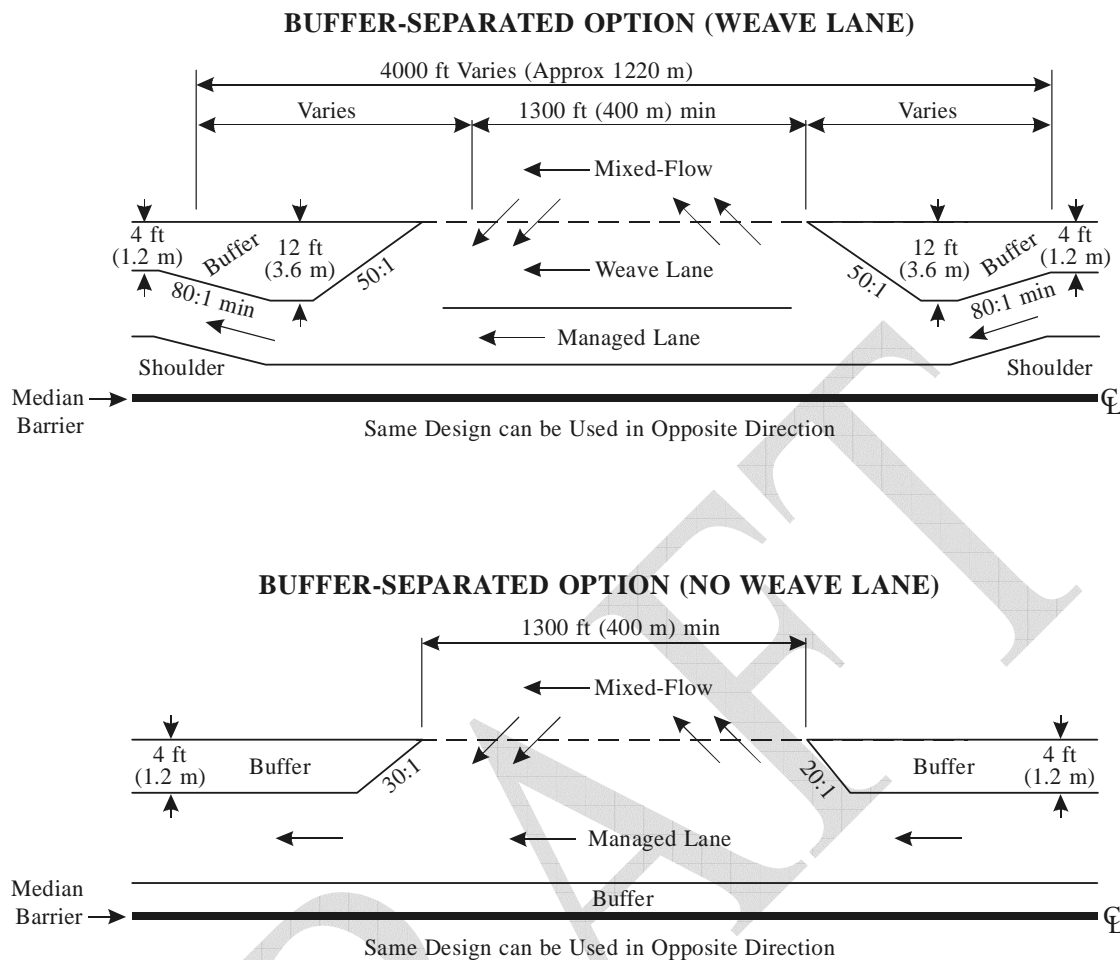 BUFFER-SEPARATED OPTION (WEAVE LANE)
4000 ft Varies (Approx 1220 m)
Varies
1300 ft (400 m) min
Varies
Mixed-Flow
4 ft
(1.2 m)
Buffer
12 ft
(3.6 m)
50:1
80:1 min
Weave Lane
50:1
12 ft
(3.6 m)
Buffer
4 ft
(1.2 m)
80:1 min
Managed Lane
Shoulder
Shoulder
Median
Barrier
℄
Same Design can be Used in Opposite Direction
BUFFER-SEPARATED OPTION (NO WEAVE LANE)
1300 ft (400 m) min
Mixed-Flow
4 ft
(1.2 m)
Buffer
30:1
20:1
Buffer
4 ft
(1.2 m)
Managed Lane
Median
Barrier
Buffer
℄
Same Design can be Used in Opposite Direction
DRAFT